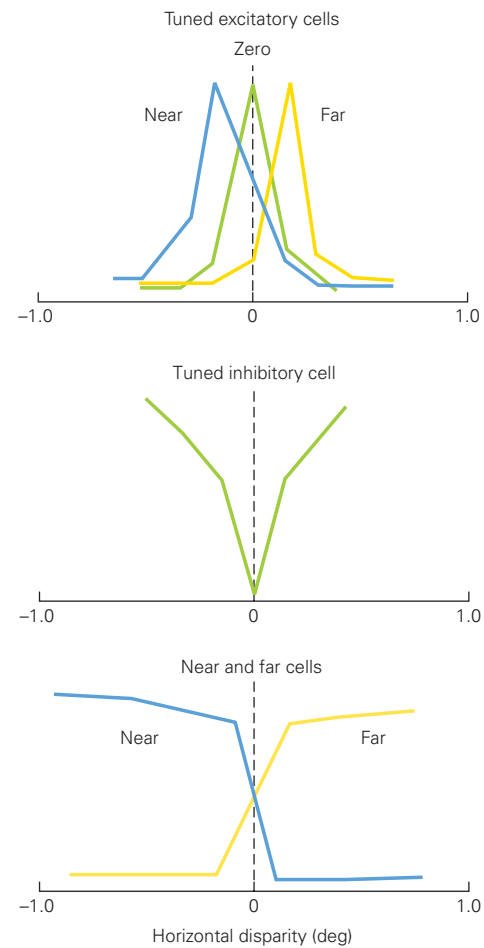 Tuned excitatory cells
Zero
Near Far
–1.0 0 1.0
Tuned inhibitory cell
–1.0 0 1.0
Near and far cells
Near Far
–1.0 0 1.0
Horizontal disparity (deg)